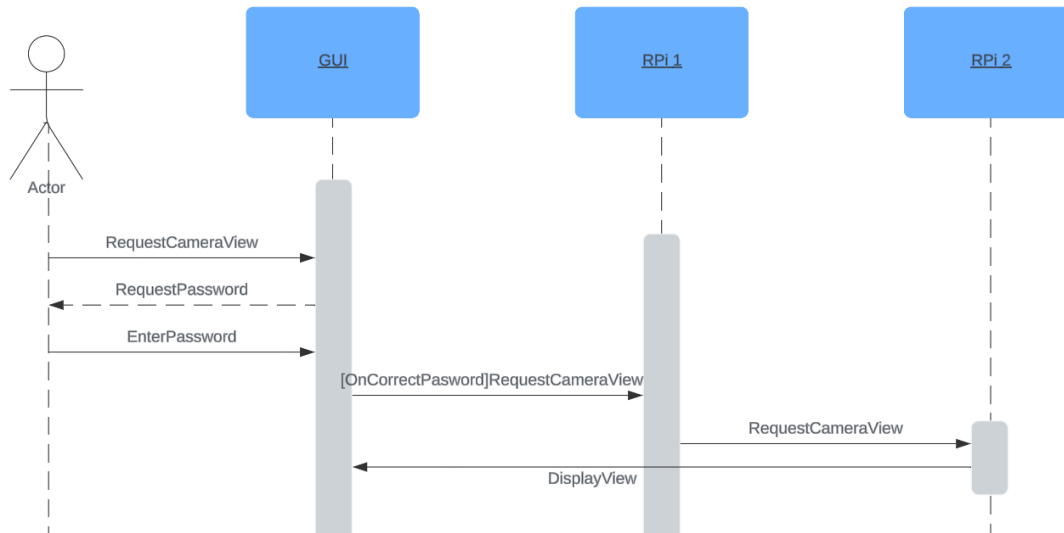 GUI
RPi 1
RPi 2
Actor
RequestCameraView
RequestPassword
EnterPassword
[OnCorrectPasword]RequestCameraView
RequestCameraView
DisplayView